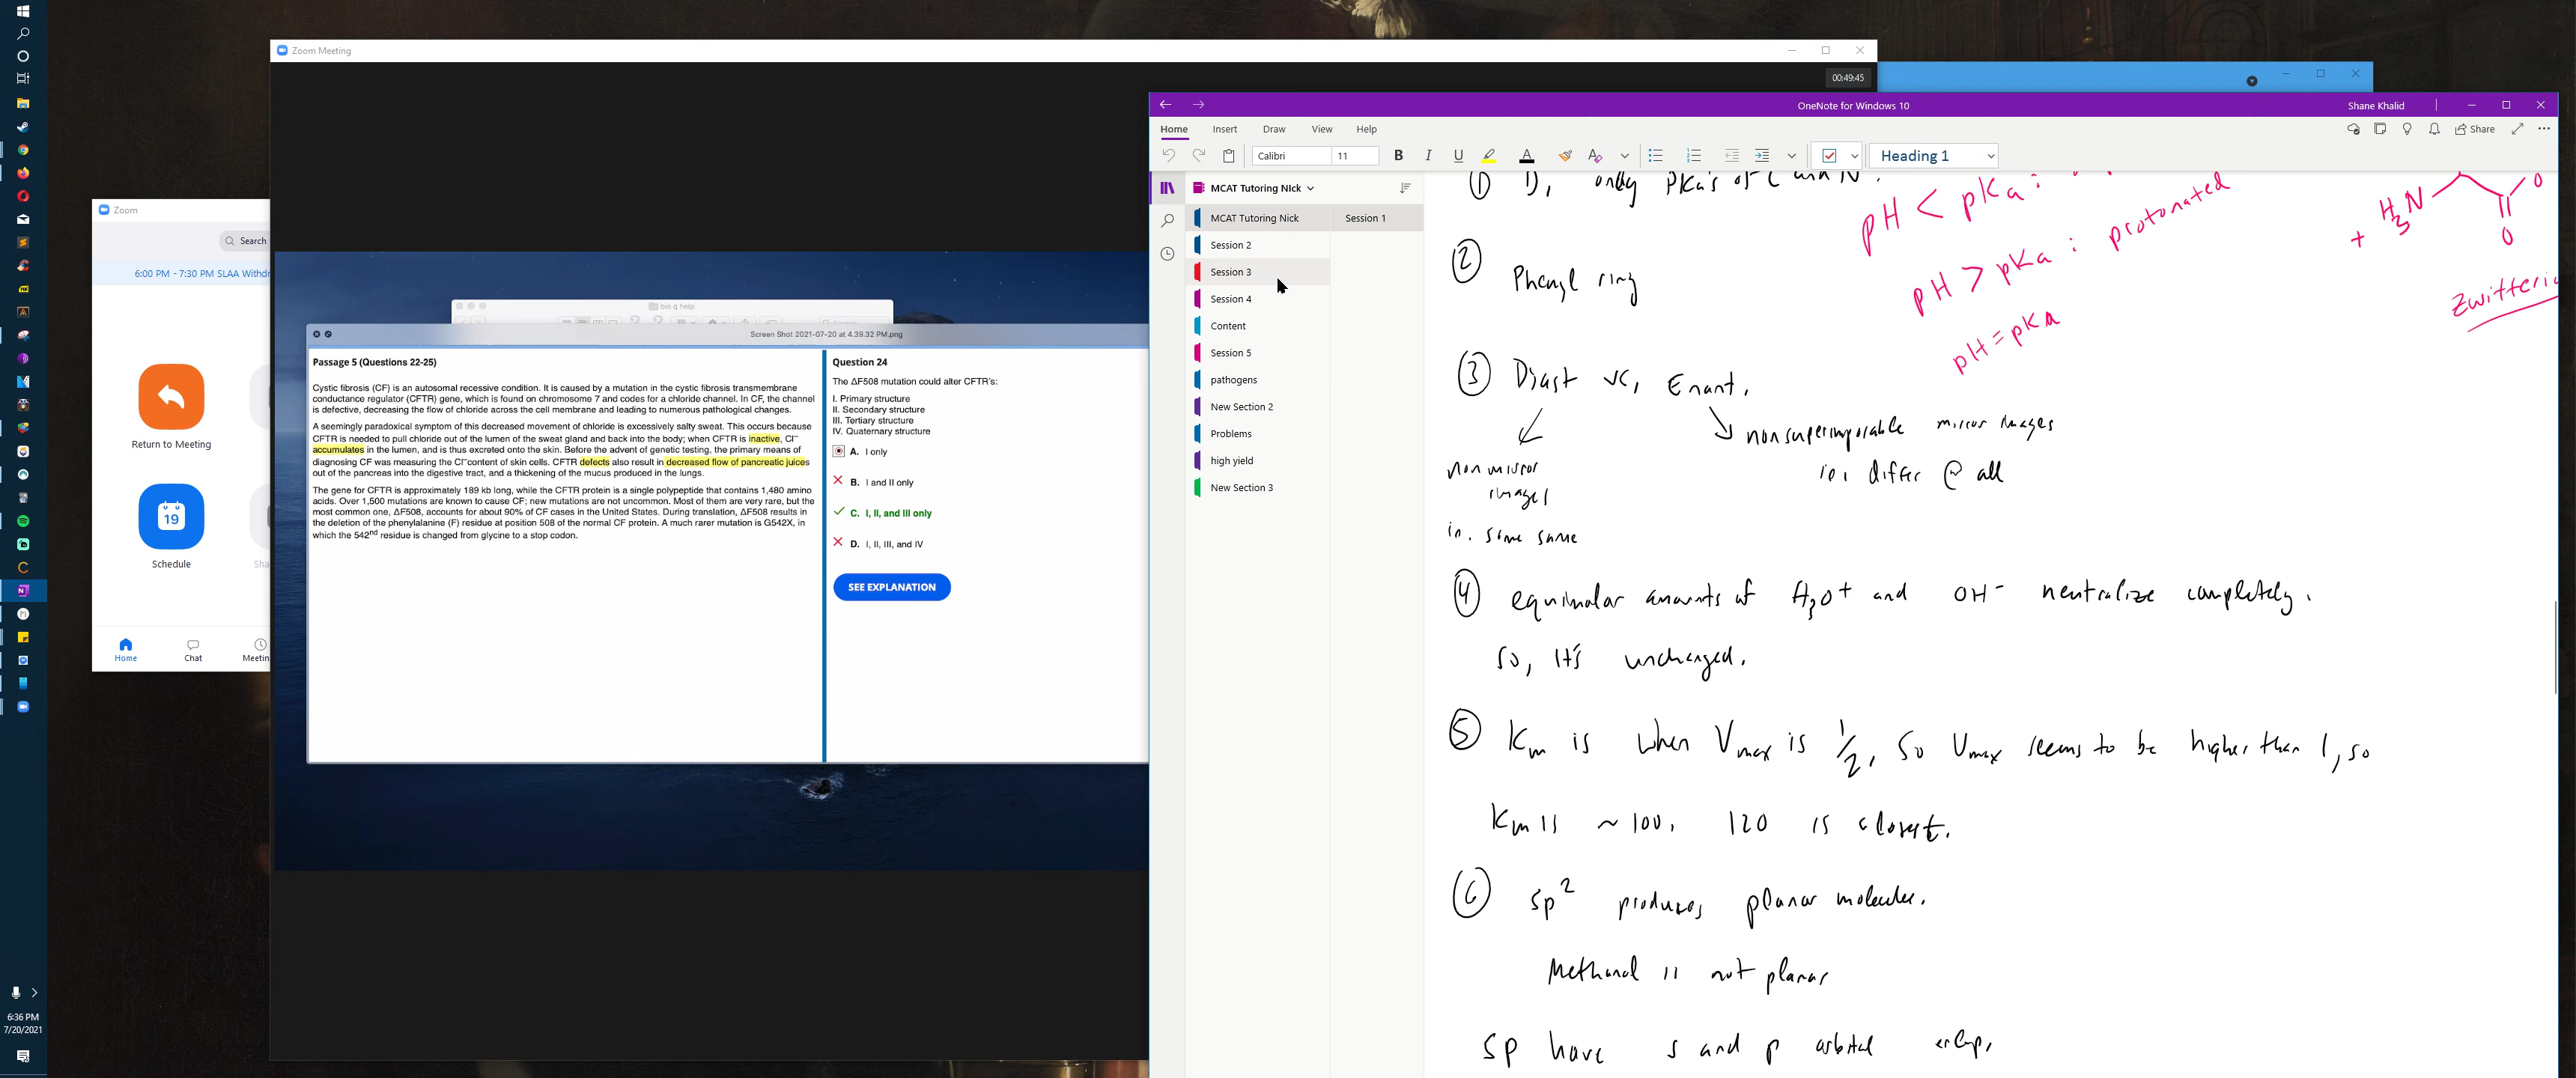 Zoom Meeting
00:49:45
OneNote for Windows 10
Shane Khalid
Home Insert Draw View Help
Share
Calibri 11 B I U A Heading 1
MCAT Tutoring NIck
MCAT Tutoring Nick
Session 1
Session 2
Session 3
Session 4
Content
Session 5
pathogens
New Section 2
Problems
high yield
New Section 3
Zoom
Search
6:00 PM - 7:30 PM SLAA Withdr
Return to Meeting
19
Schedule
Sha
Home Chat Meetin
bio q help
Screen Shot 2021-07-20 at 4.39.32 PM.png
Passage 5 (Questions 22-25)
Cystic fibrosis (CF) is an autosomal recessive condition. It is caused by a mutation in the cystic fibrosis transmembrane
conductance regulator (CFTR) gene, which is found on chromosome 7 and codes for a chloride channel. In CF, the channel
is defective, decreasing the flow of chloride across the cell membrane and leading to numerous pathological changes.
A seemingly paradoxical symptom of this decreased movement of chloride is excessively salty sweat. This occurs because
CFTR is needed to pull chloride out of the lumen of the sweat gland and back into the body; when CFTR is inactive, Cl⁻
accumulates in the lumen, and is thus excreted onto the skin. Before the advent of genetic testing, the primary means of
diagnosing CF was measuring the Cl⁻content of skin cells. CFTR defects also result in decreased flow of pancreatic juices
out of the pancreas into the digestive tract, and a thickening of the mucus produced in the lungs.
The gene for CFTR is approximately 189 kb long, while the CFTR protein is a single polypeptide that contains 1,480 amino
acids. Over 1,500 mutations are known to cause CF; new mutations are not uncommon. Most of them are very rare, but the
most common one, ΔF508, accounts for about 90% of CF cases in the United States. During translation, ΔF508 results in
the deletion of the phenylalanine (F) residue at position 508 of the normal CF protein. A much rarer mutation is G542X, in
which the 542nd residue is changed from glycine to a stop codon.
Question 24
The ΔF508 mutation could alter CFTR's:
I. Primary structure
II. Secondary structure
III. Tertiary structure
IV. Quaternary structure
A. I only
B. I and II only
C. I, II, and III only
D. I, II, III, and IV
SEE EXPLANATION
① D, only pKa's of C and N.
pH < pKa:
pH > pKa: protonated
pH = pKa
+ H₃N O
O
Zwitteri
② Phenyl ring
③ Diast vs. Enant.
nonsuperimposable mirror images
ie, differ @ all
non mirror
images
in. some same
④ equimolar amounts of H₃O⁺ and OH⁻ neutralize completely.
so, it's unchanged.
⑤ Km is when Vmax is 1/2, so Vmax seems to be higher than 1, so
Km is ~100, 120 is closest.
⑥ sp² produces planar molecules.
Methanol is not planar
sp have s and p orbital
6:36 PM
7/20/2021